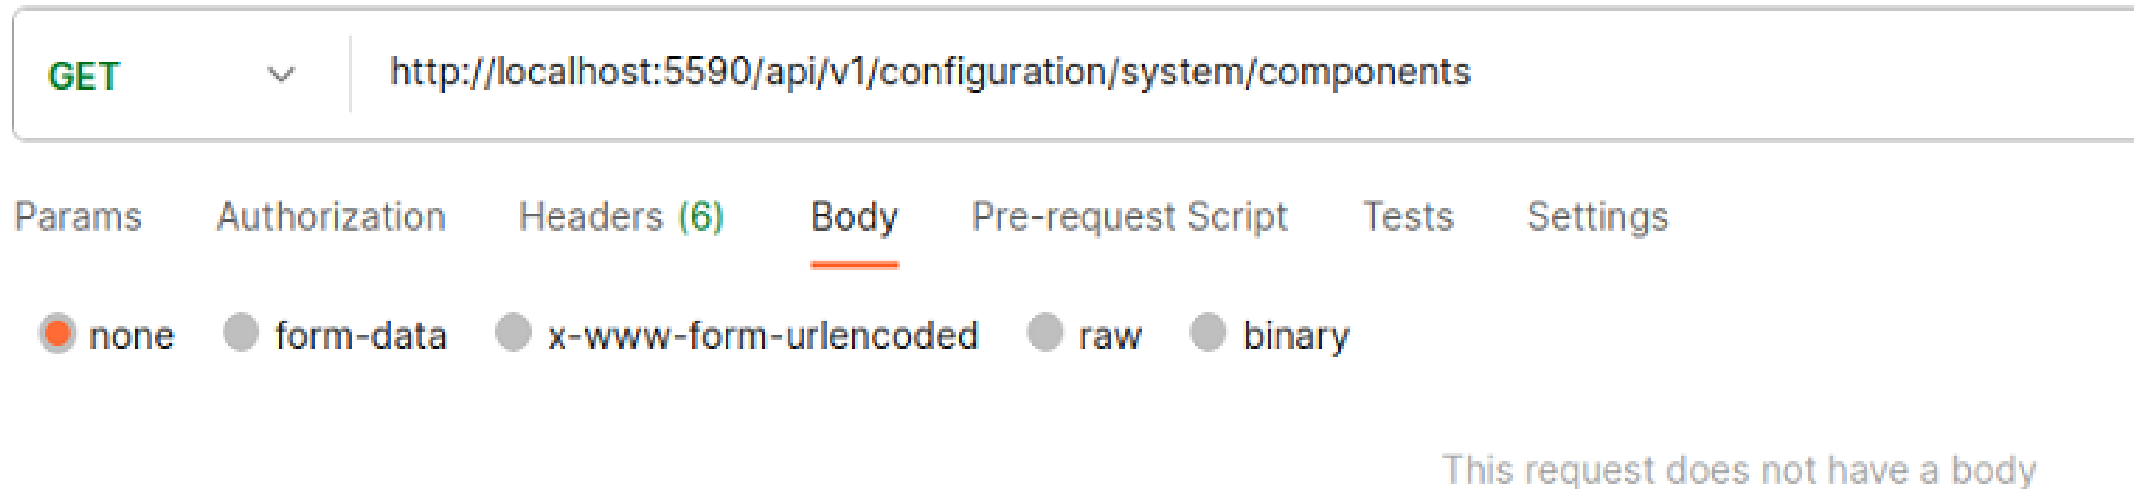 GET http://localhost:5590/api/v1/configuration/system/components
Params Authorization Headers (6) Body Pre-request Script Tests Settings
none form-data x-www-form-urlencoded raw binary
This request does not have a body